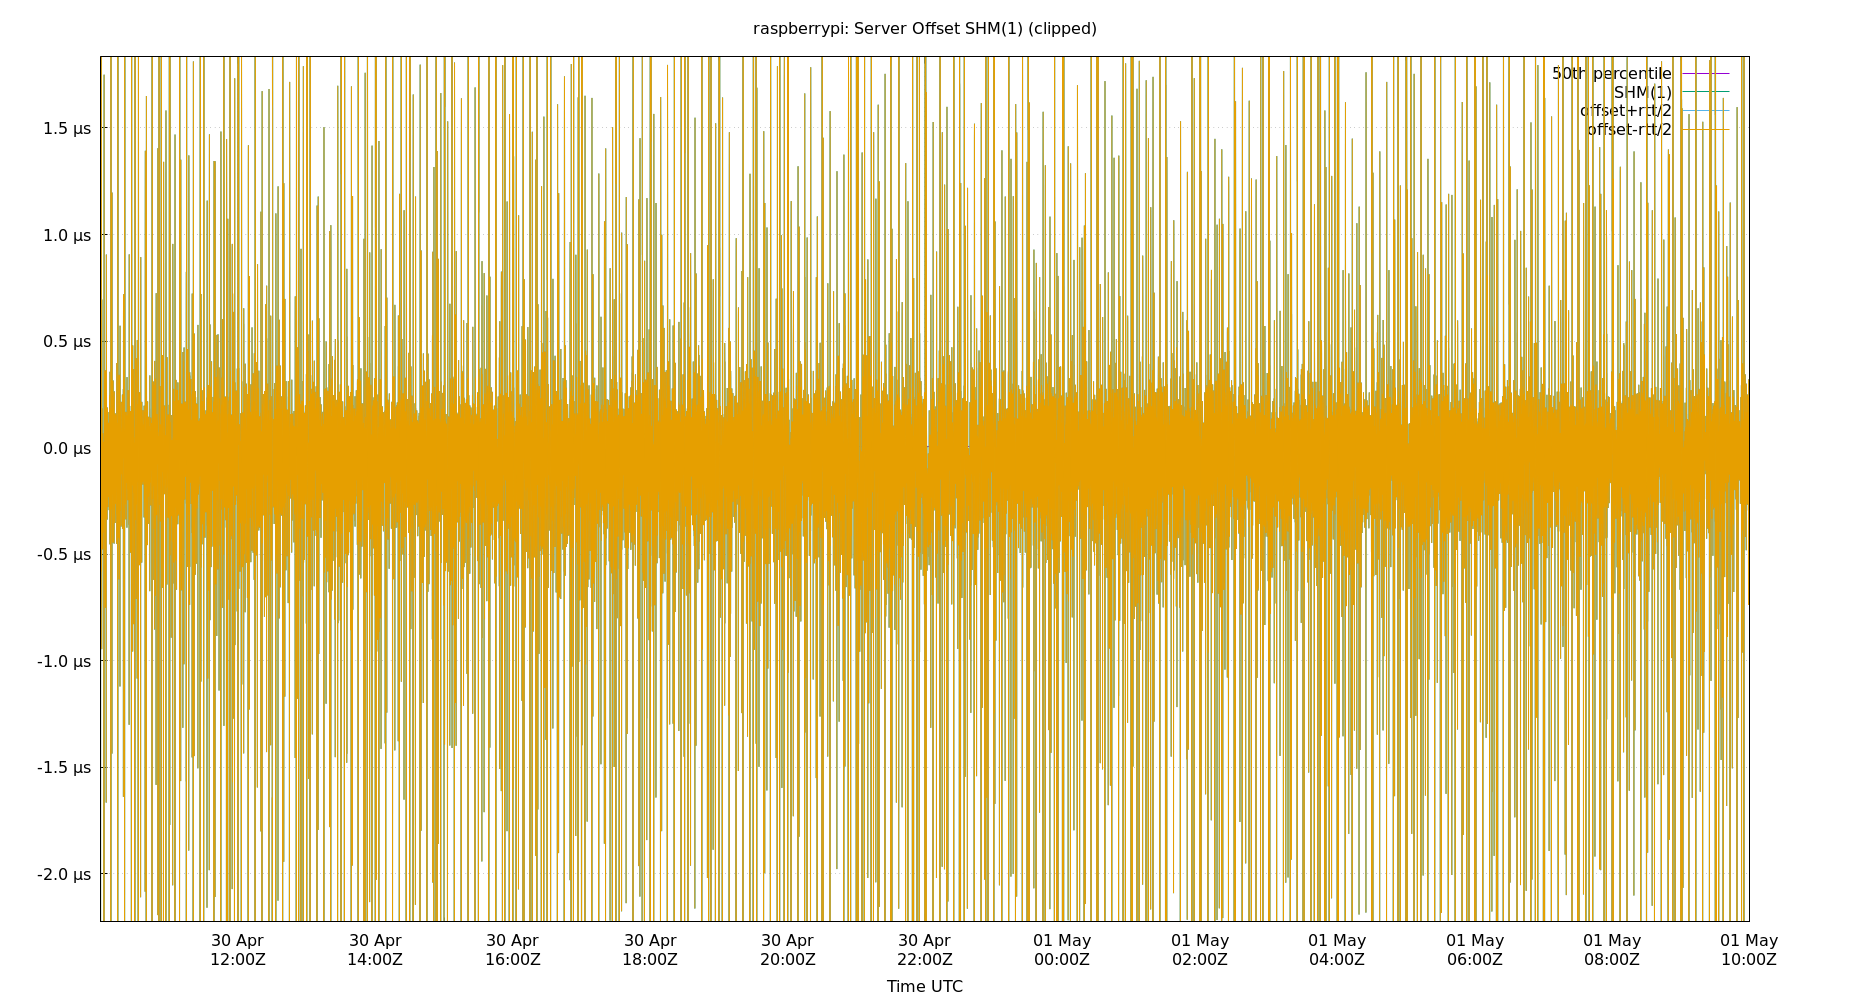 raspberrypi: Server Offset SHM(1) (clipped)
50th percentile
SHM(1)
offset+rtt/2
offset-rtt/2
1.5 µs
1.0 µs
0.5 µs
0.0 µs
-0.5 µs
-1.0 µs
-1.5 µs
-2.0 µs
30 Apr 30 Apr 30 Apr 30 Apr 30 Apr 30 Apr 01 May 01 May 01 May 01 May 01 May 01 May
12:00Z 14:00Z 16:00Z 18:00Z 20:00Z 22:00Z 00:00Z 02:00Z 04:00Z 06:00Z 08:00Z 10:00Z
Time UTC